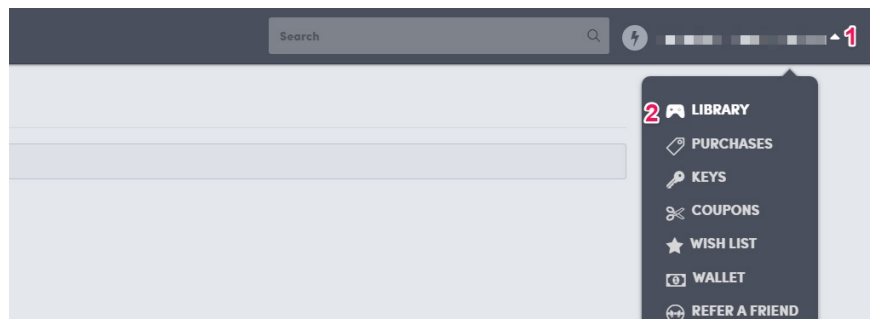 Search
1
2 LIBRARY
PURCHASES
KEYS
COUPONS
WISH LIST
WALLET
REFER A FRIEND